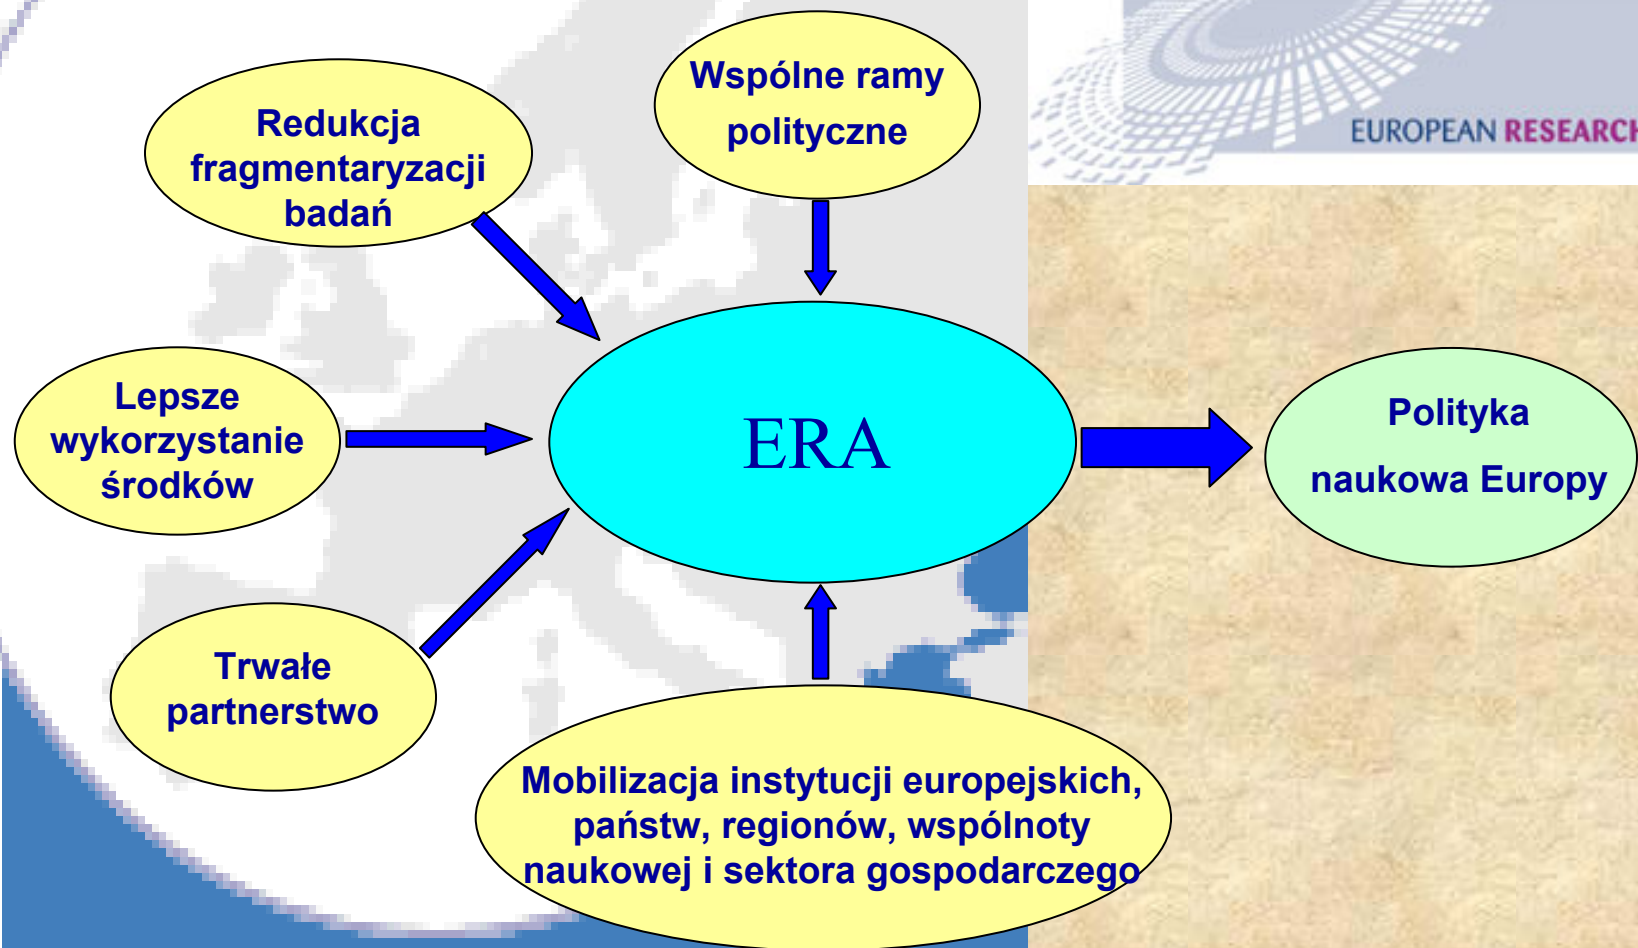 Redukcja
fragmentaryzacji
badań
Wspólne ramy
polityczne
EUROPEAN RESEARCH
Lepsze
wykorzystanie
środków
ERA
Polityka
naukowa Europy
Trwałe
partnerstwo
Mobilizacja instytucji europejskich,
państw, regionów, wspólnoty
naukowej i sektora gospodarczego